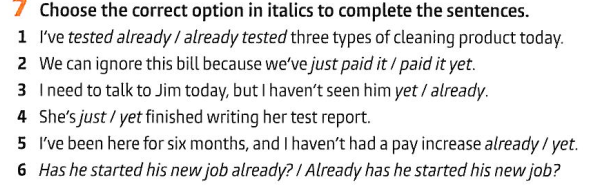 7 Choose the correct option in italics to complete the sentences.
1 I've tested already / already tested three types of cleaning product today.
2 We can ignore this bill because we've just paid it / paid it yet.
3 I need to talk to Jim today, but I haven't seen him yet / already.
4 She's just / yet finished writing her test report.
5 I've been here for six months, and I haven't had a pay increase already / yet.
6 Has he started his new job already? / Already has he started his new job?